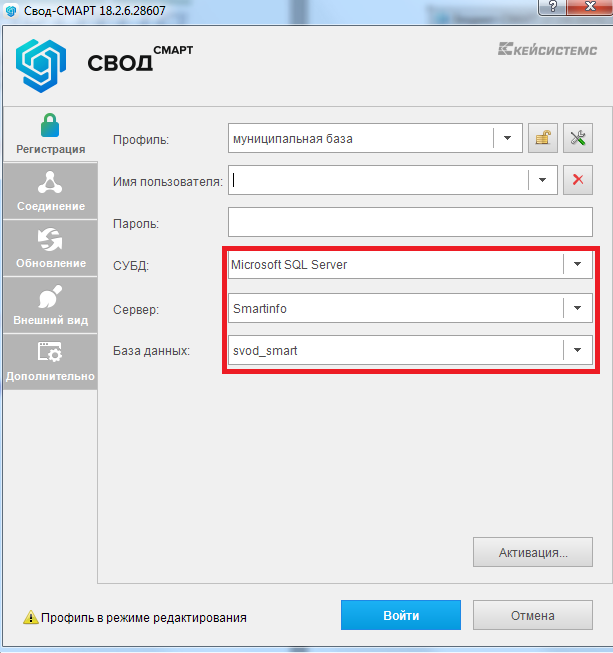 Свод-СМАРТ 18.2.6.28607
?
СВОД СМАРТ
КЕЙСИСТЕМС
Регистрация
Соединение
Обновление
Внешний вид
Дополнительно
Профиль: муниципальная база
Имя пользователя:
Пароль:
СУБД: Microsoft SQL Server
Сервер: Smartinfo
База данных: svod_smart
Активация...
Профиль в режиме редактирования
Войти
Отмена